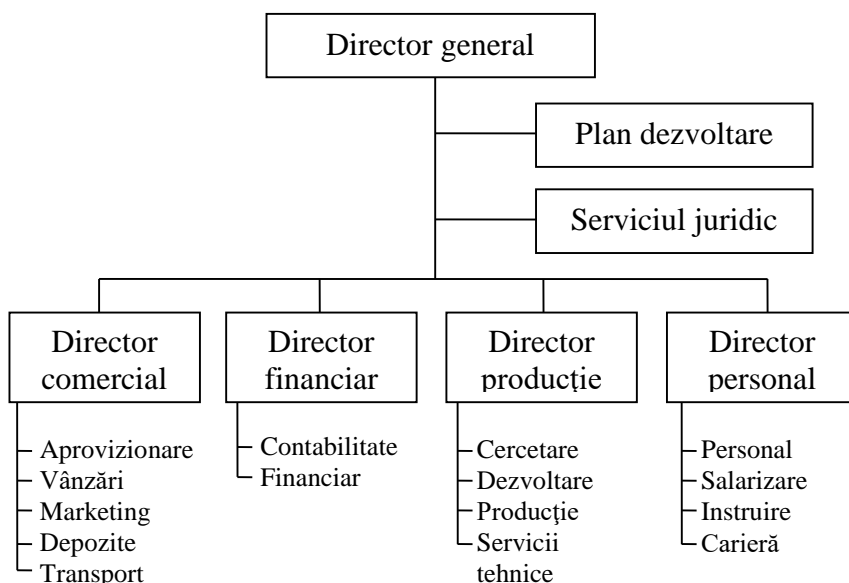 Director general
Plan dezvoltare
Serviciul juridic
Director
comercial
Director
financiar
Director
producție
Director
personal
Aprovizionare
Vânzări
Marketing
Depozite
Transport
Contabilitate
Financiar
Cercetare
Dezvoltare
Producţie
Servicii
tehnice
Personal
Salarizare
Instruire
Carieră